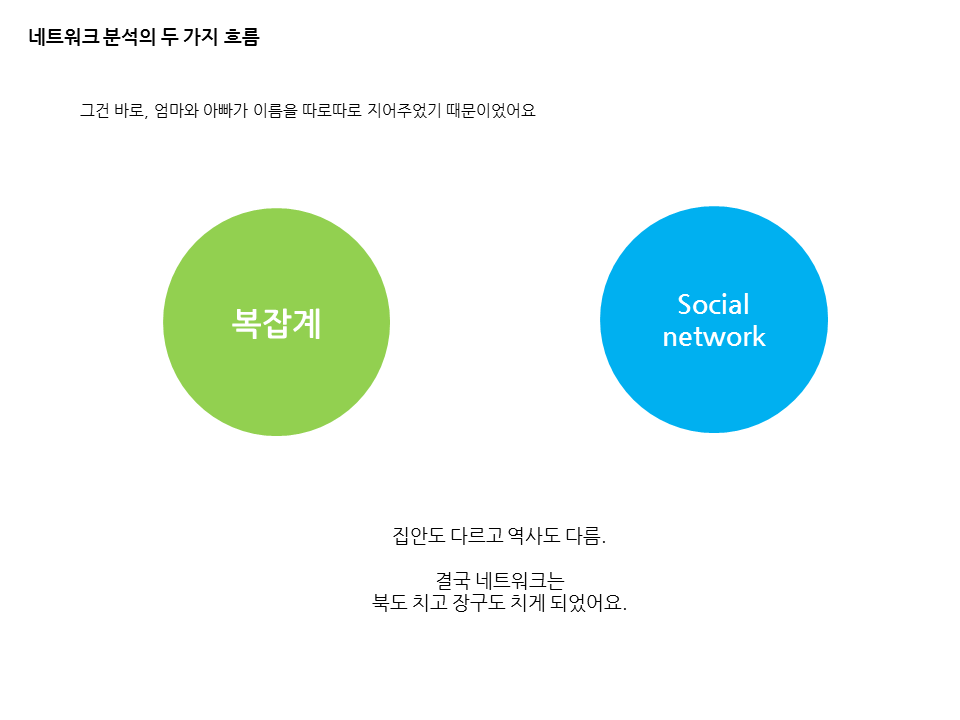 네트워크 분석의 두 가지 흐름
그건 바로, 엄마와 아빠가 이름을 따로따로 지어주었기 때문이었어요
복잡계
Social
network
집안도 다르고 역사도 다름.
결국 네트워크는
북도 치고 장구도 치게 되었어요.